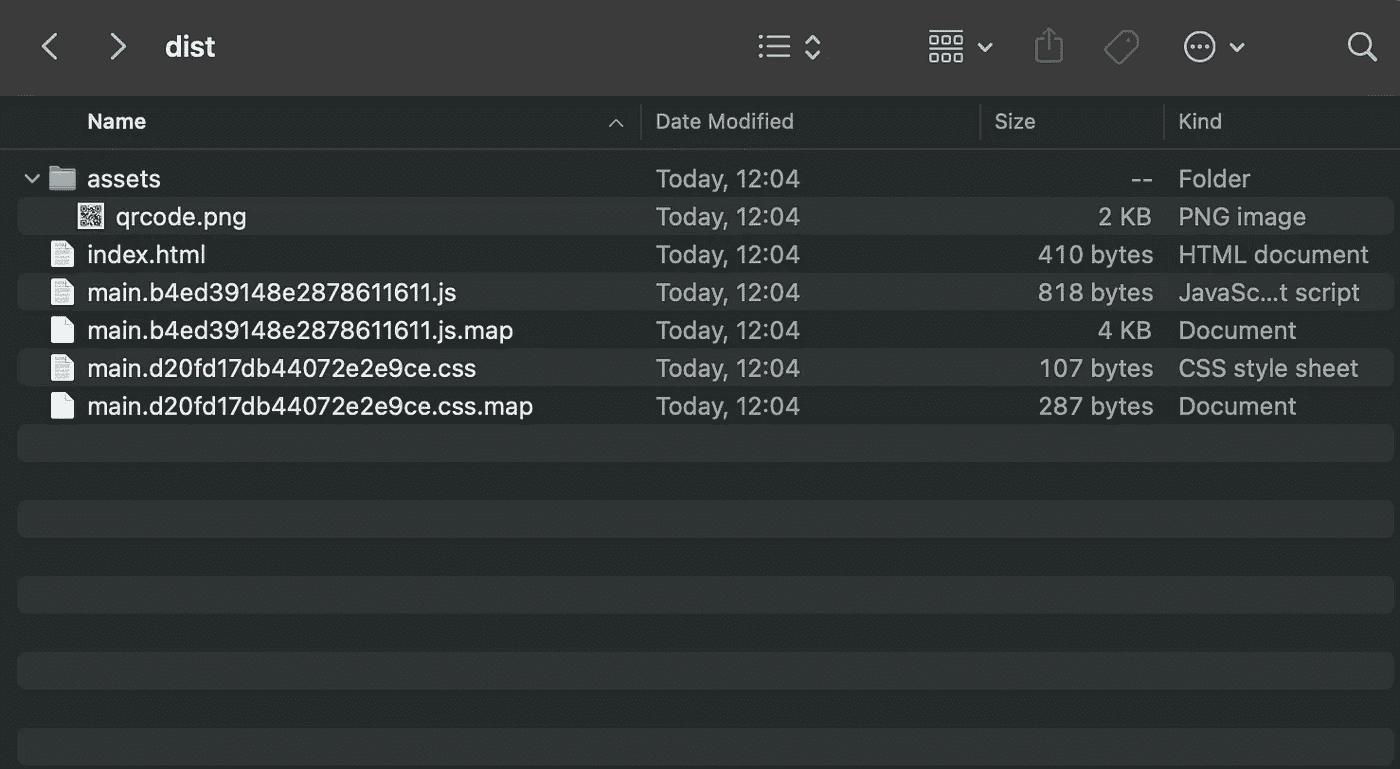 dist
Name Date Modified Size Kind
assets Today, 12:04 -- Folder
qrcode.png Today, 12:04 2 KB PNG image
index.html Today, 12:04 410 bytes HTML document
main.b4ed39148e2878611611.js Today, 12:04 818 bytes JavaSc...t script
main.b4ed39148e2878611611.js.map Today, 12:04 4 KB Document
main.d20fd17db44072e2e9ce.css Today, 12:04 107 bytes CSS style sheet
main.d20fd17db44072e2e9ce.css.map Today, 12:04 287 bytes Document